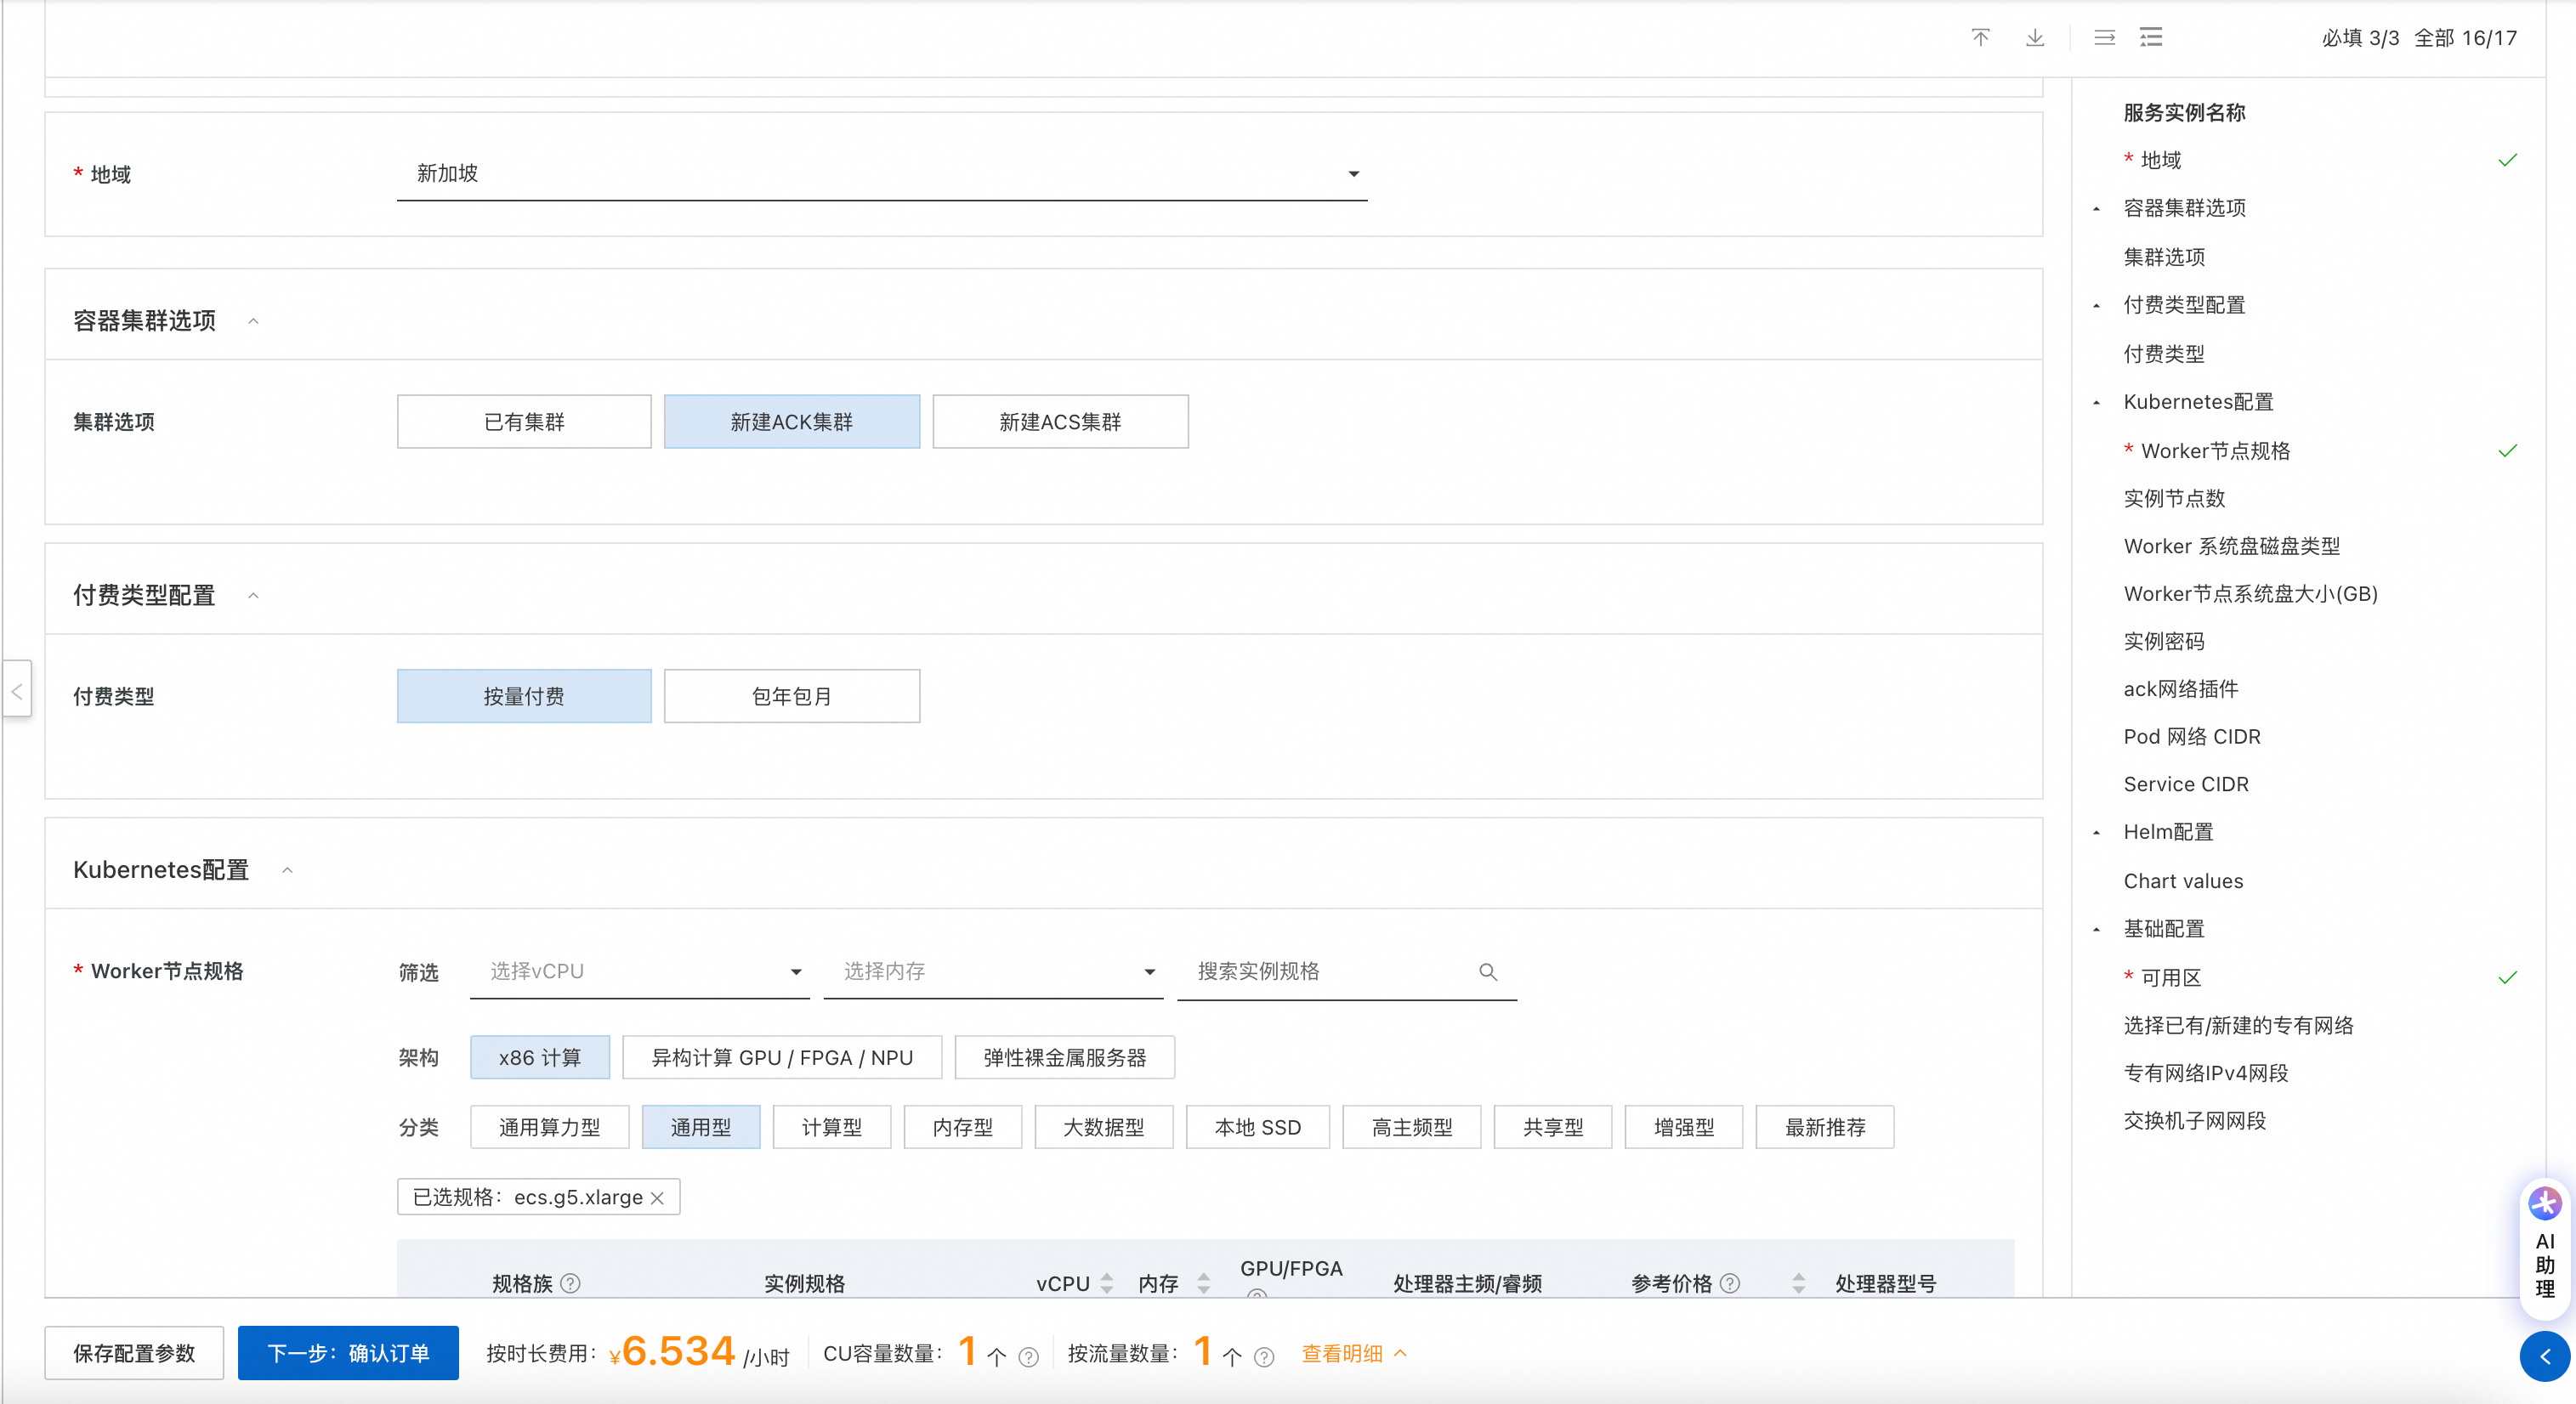 必填 3/3 全部 16/17
* 地域
新加坡
容器集群选项
集群选项
已有集群
新建ACK集群
新建ACS集群
付费类型配置
付费类型
按量付费
包年包月
Kubernetes配置
* Worker节点规格
筛选
选择vCPU
选择内存
搜索实例规格
架构
x86 计算
异构计算 GPU / FPGA / NPU
弹性裸金属服务器
分类
通用算力型
通用型
计算型
内存型
大数据型
本地 SSD
高主频型
共享型
增强型
最新推荐
已选规格：ecs.g5.xlarge
规格族
实例规格
vCPU
内存
GPU/FPGA
处理器主频/睿频
参考价格
处理器型号
服务实例名称
* 地域
容器集群选项
集群选项
付费类型配置
付费类型
Kubernetes配置
* Worker节点规格
实例节点数
Worker 系统盘磁盘类型
Worker节点系统盘大小(GB)
实例密码
ack网络插件
Pod 网络 CIDR
Service CIDR
Helm配置
Chart values
基础配置
* 可用区
选择已有/新建的专有网络
专有网络IPv4网段
交换机子网网段
AI
助
理
保存配置参数
下一步：确认订单
按时长费用：¥6.534 /小时
CU容量数量：1 个
按流量数量：1 个
查看明细